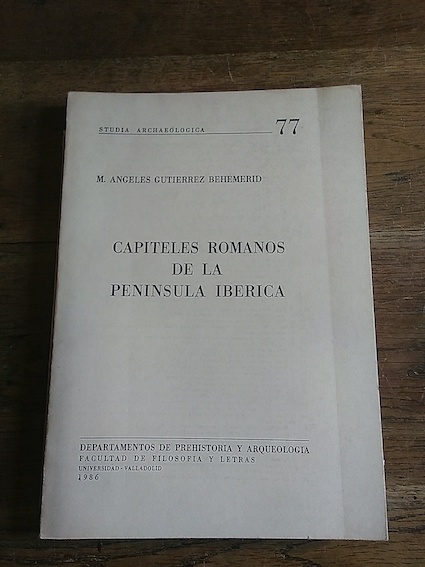 STUDIA ARCHAEOLOGICA 77
M. ANGELES GUTIERREZ BEHEMERID
CAPITELES ROMANOS
DE LA
PENINSULA IBERICA
DEPARTAMENTOS DE PREHISTORIA Y ARQUEOLOGIA
FACULTAD DE FILOSOFIA Y LETRAS
UNIVERSIDAD - VALLADOLID
1986